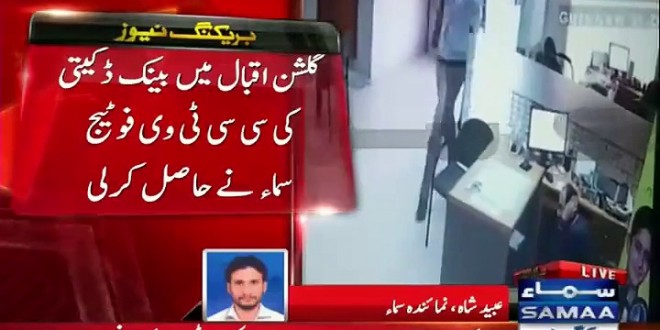 بریکنگ نیوز
گلشن اقبال میں بینک ڈکیتی
کی سی سی ٹی وی فوٹیج
سماء نے حاصل کرلی
عبید شاہ، نمائندہ سماء
LIVE
سماء
SAMAA